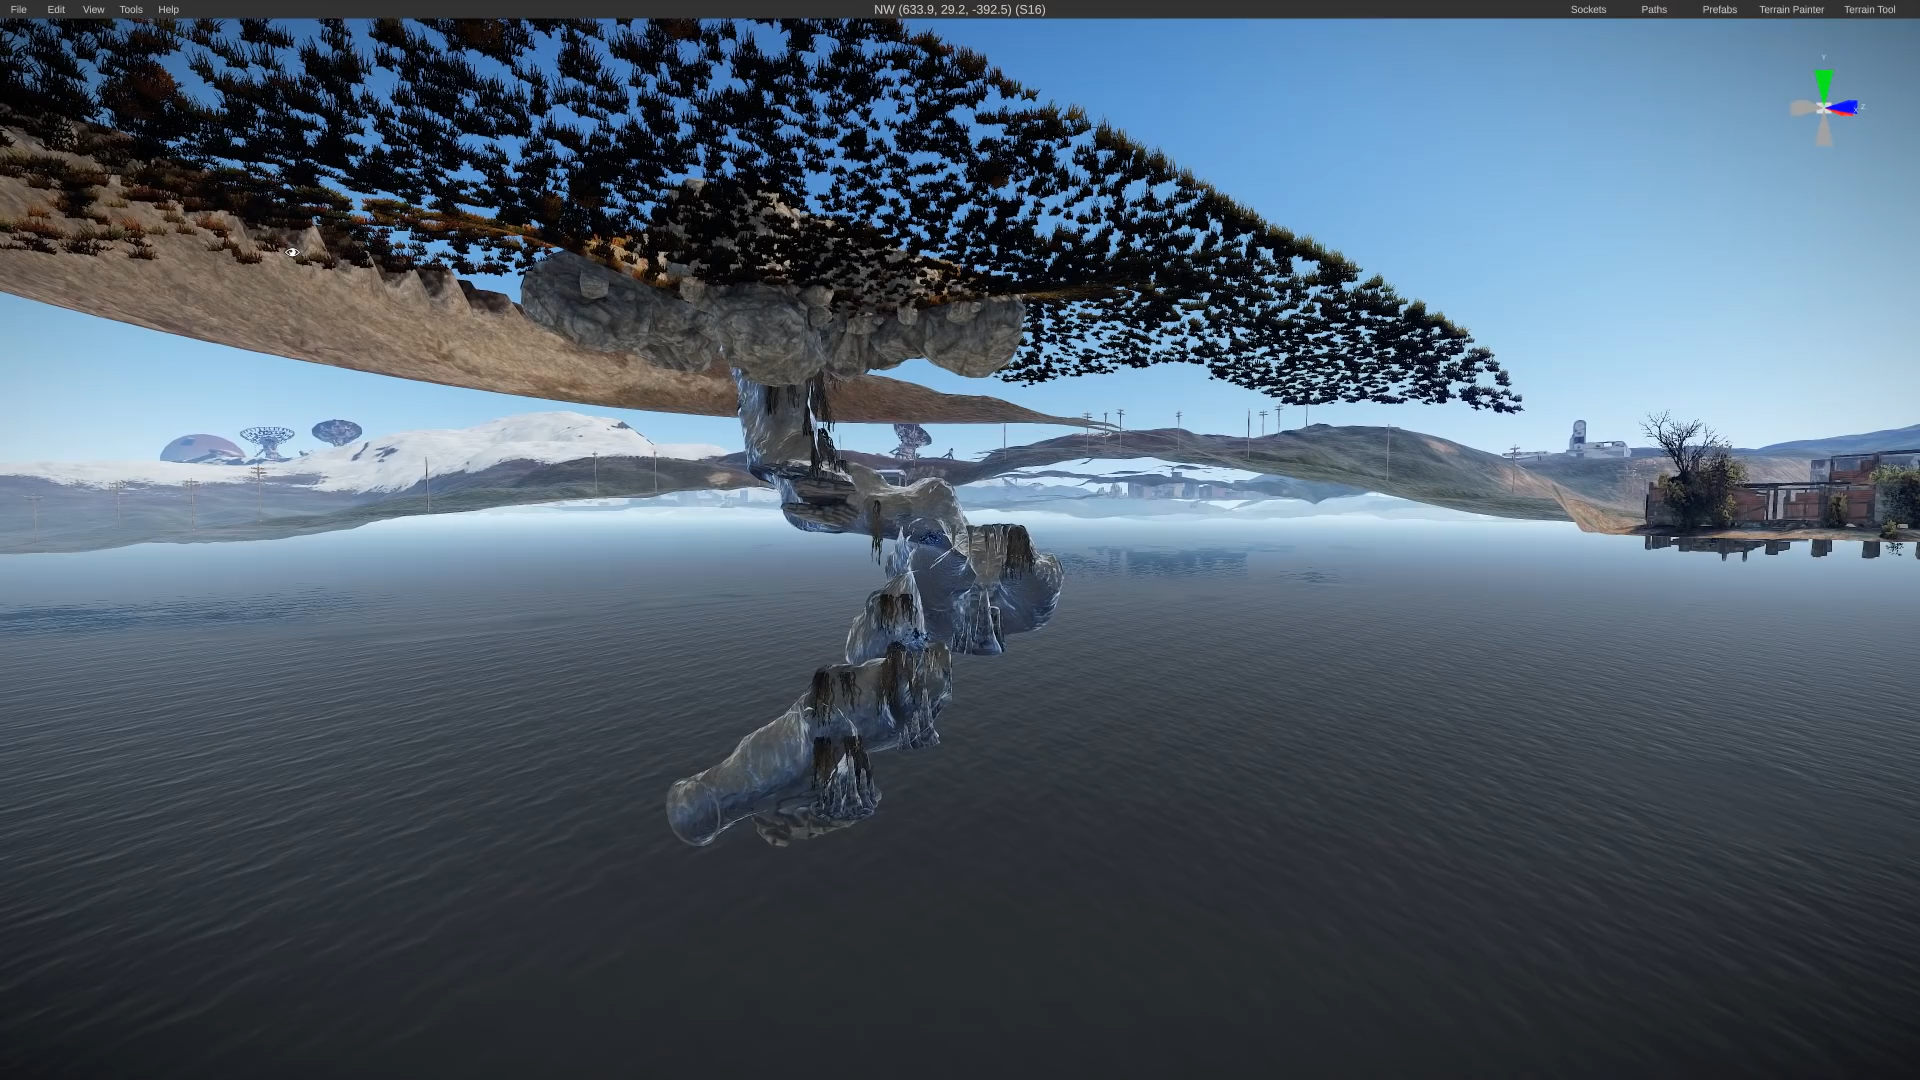 File Edit View Tools Help NW (633.9, 29.2, -392.5) (S16) Sockets Paths Prefabs Terrain Painter Terrain Tool
Y
Z